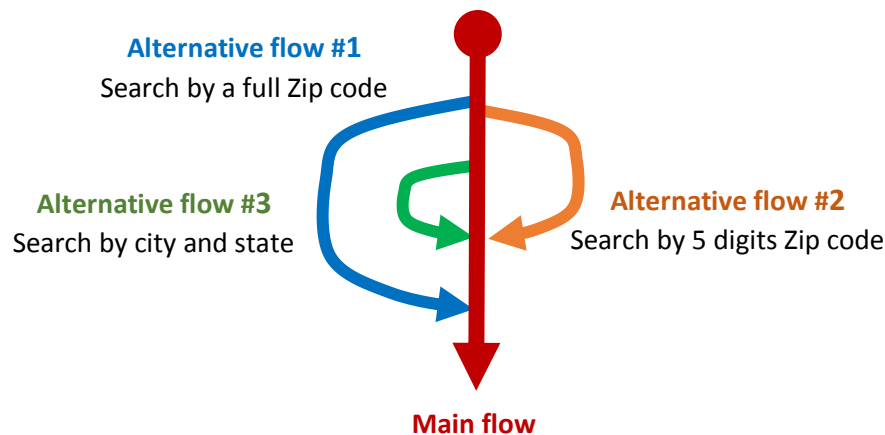 Alternative flow #1
Search by a full Zip code
Alternative flow #3
Search by city and state
Alternative flow #2
Search by 5 digits Zip code
Main flow